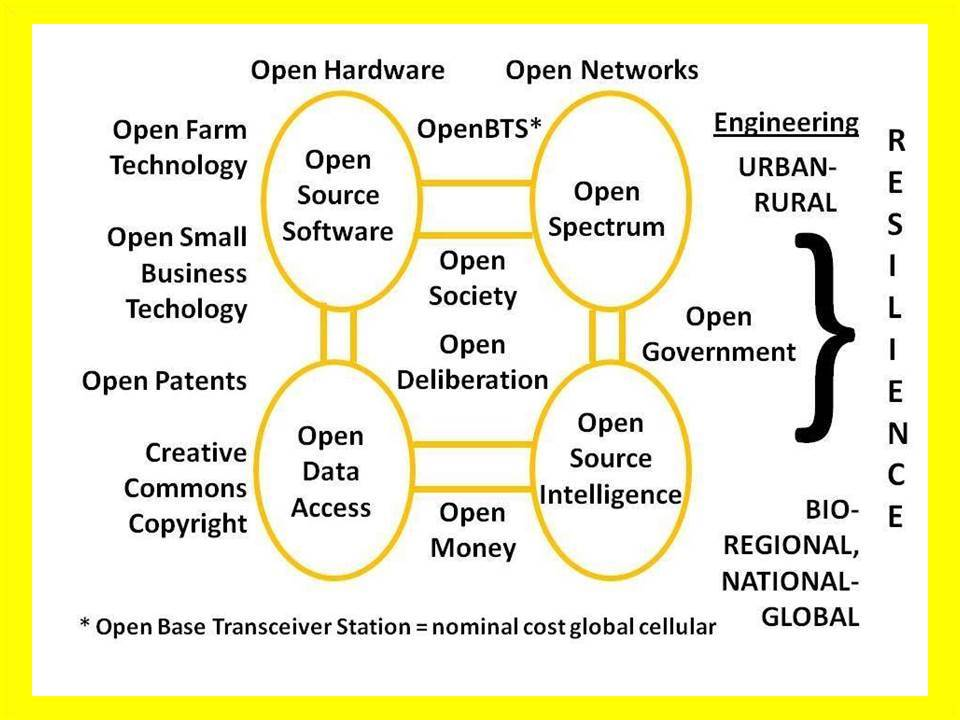 Open Hardware
Open Networks
Open Farm
Technology
Open Small
Business
Techology
Open Patents
Creative
Commons
Copyright
Open
Source
Software
OpenBTS*
Open
Spectrum
Open
Society
Open
Deliberation
Open
Data
Access
Open
Money
Open
Source
Intelligence
Open
Government
Engineering
URBAN-
RURAL
}
BIO-
REGIONAL,
NATIONAL-
GLOBAL
R
E
S
I
L
I
E
N
C
E
* Open Base Transceiver Station = nominal cost global cellular